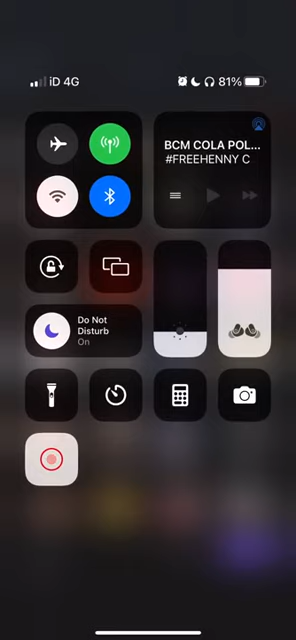 iD 4G
81%
BCM COLA POL...
#FREEHENNY C
Do Not
Disturb
On